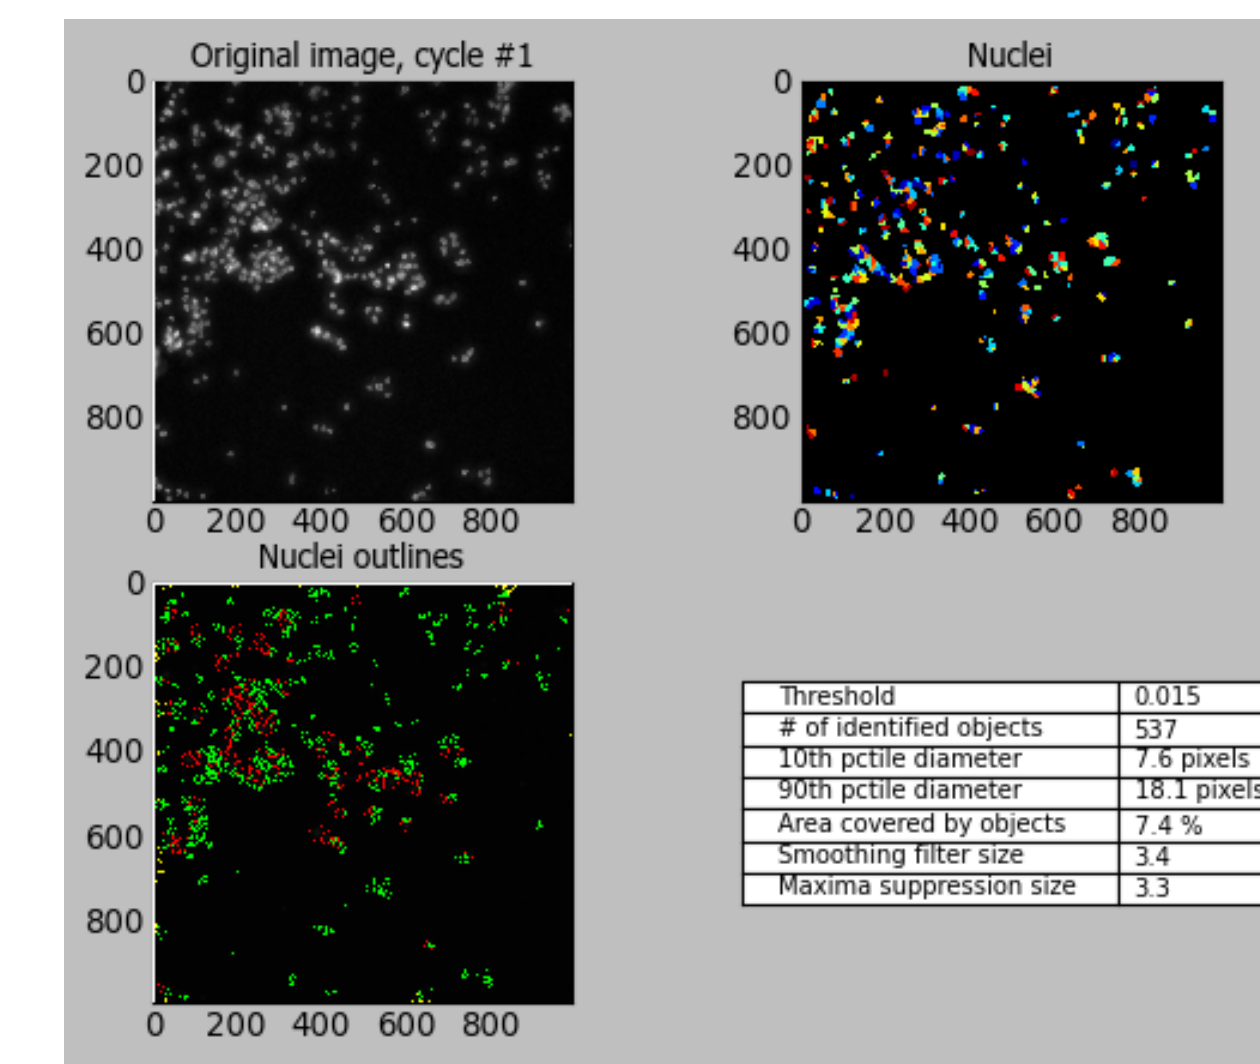 Original image, cycle #1
Nuclei
0
200
400
600
800
0 200 400 600 800
0
200
400
600
800
0 200 400 600 800
Nuclei outlines
0
200
400
600
800
0 200 400 600 800
Threshold 0.015
# of identified objects 537
10th pctile diameter 7.6 pixels
90th pctile diameter 18.1 pixels
Area covered by objects 7.4 %
Smoothing filter size 3.4
Maxima suppression size 3.3